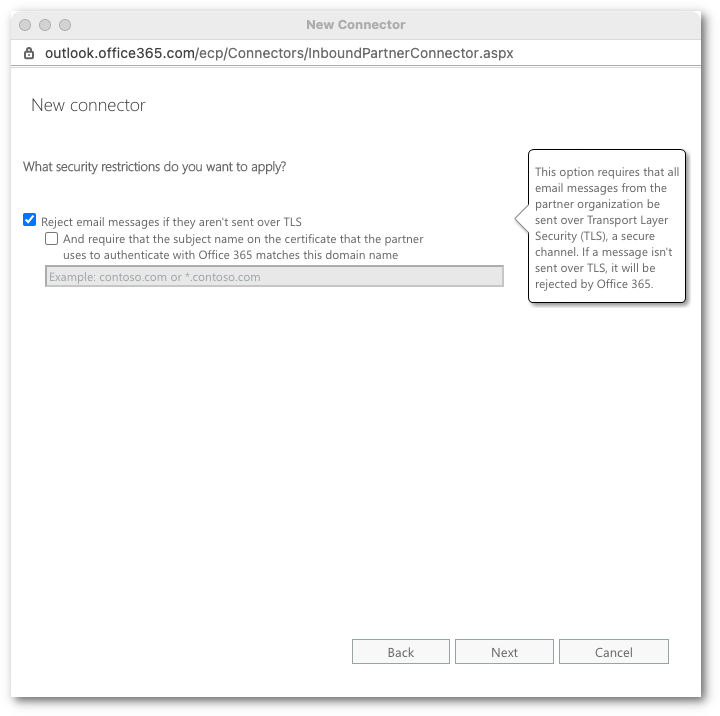 New Connector
outlook.office365.com/ecp/Connectors/InboundPartnerConnector.aspx
New connector
What security restrictions do you want to apply?
Reject email messages if they aren't sent over TLS
And require that the subject name on the certificate that the partner
uses to authenticate with Office 365 matches this domain name
Example: contoso.com or *.contoso.com
This option requires that all
email messages from the
partner organization be
sent over Transport Layer
Security (TLS), a secure
channel. If a message isn't
sent over TLS, it will be
rejected by Office 365.
Back
Next
Cancel